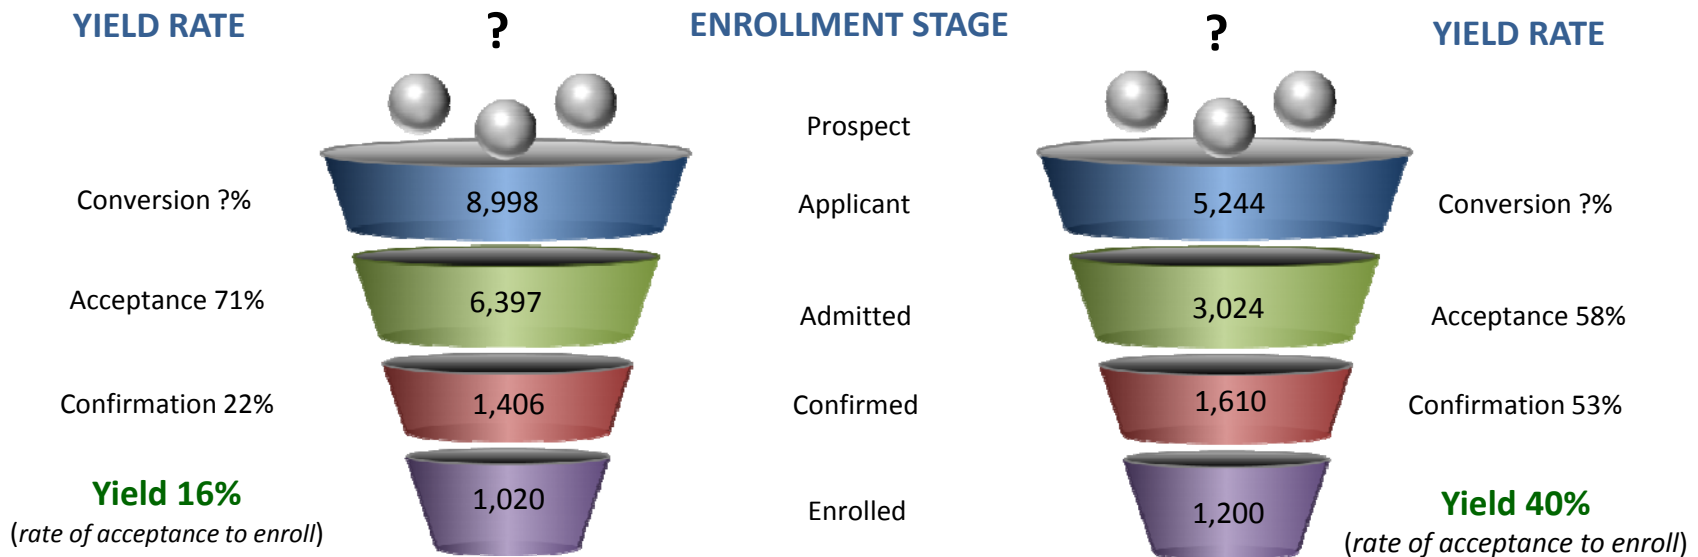 YIELD RATE ? ENROLLMENT STAGE ? YIELD RATE
Prospect
Conversion ?% 8,998 Applicant 5,244 Conversion ?%
Acceptance 71% 6,397 Admitted 3,024 Acceptance 58%
Confirmation 22% 1,406 Confirmed 1,610 Confirmation 53%
Yield 16% 1,020 Enrolled 1,200 Yield 40%
(rate of acceptance to enroll) (rate of acceptance to enroll)